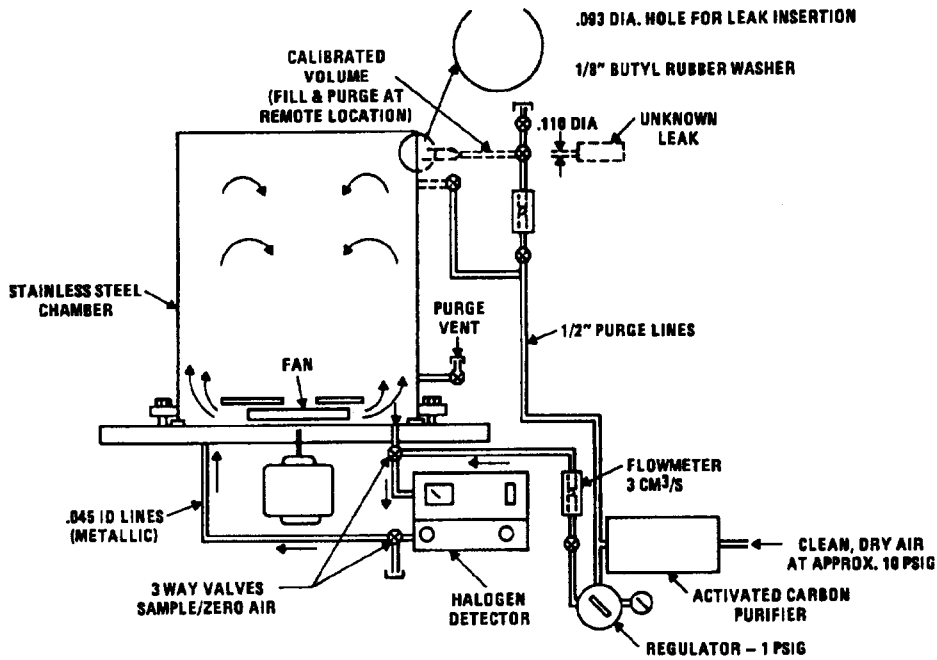 .093 DIA. HOLE FOR LEAK INSERTION
1/8" BUTYL RUBBER WASHER
CALIBRATED
VOLUME
(FILL & PURGE AT
REMOTE LOCATION)
.110 DIA
UNKNOWN
LEAK
STAINLESS STEEL
CHAMBER
PURGE
VENT
1/2" PURGE LINES
FAN
FLOWMETER
3 CM³/S
.045 ID LINES
(METALLIC)
CLEAN, DRY AIR
AT APPROX. 10 PSIG
3 WAY VALVES
SAMPLE/ZERO AIR
HALOGEN
DETECTOR
ACTIVATED CARBON
PURIFIER
REGULATOR – 1 PSIG